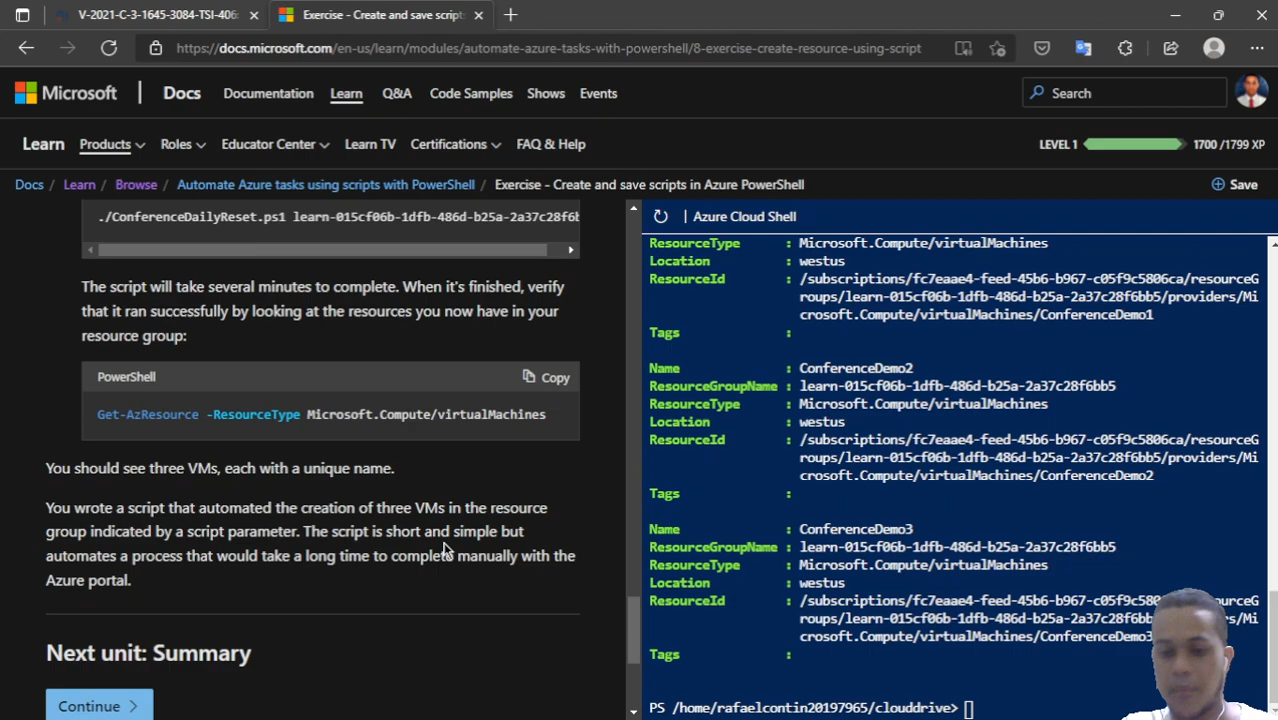 V-2021-C-3-1645-3084-TSI-406
Exercise - Create and save scripts
https://docs.microsoft.com/en-us/learn/modules/automate-azure-tasks-with-powershell/8-exercise-create-resource-using-script
Microsoft
Docs Documentation Learn Q&A Code Samples Shows Events
Search
Learn Products Roles Educator Center Learn TV Certifications FAQ & Help
LEVEL 1 1700 /1799 XP
Docs / Learn / Browse / Automate Azure tasks using scripts with PowerShell / Exercise - Create and save scripts in Azure PowerShell
Save
./ConferenceDailyReset.ps1 learn-015cf06b-1dfb-486d-b25a-2a37c28f6b
The script will take several minutes to complete. When it's finished, verify
that it ran successfully by looking at the resources you now have in your
resource group:
PowerShell
Copy
Get-AzResource -ResourceType Microsoft.Compute/virtualMachines
You should see three VMs, each with a unique name.
You wrote a script that automated the creation of three VMs in the resource
group indicated by a script parameter. The script is short and simple but
automates a process that would take a long time to complete manually with the
Azure portal.
Next unit: Summary
Continue
Azure Cloud Shell
ResourceType : Microsoft.Compute/virtualMachines
Location : westus
ResourceId : /subscriptions/fc7eaae4-feed-45b6-b967-c05f9c5806ca/resourceG
roups/learn-015cf06b-1dfb-486d-b25a-2a37c28f6bb5/providers/Mi
crosoft.Compute/virtualMachines/ConferenceDemo1
Tags :
Name : ConferenceDemo2
ResourceGroupName : learn-015cf06b-1dfb-486d-b25a-2a37c28f6bb5
ResourceType : Microsoft.Compute/virtualMachines
Location : westus
ResourceId : /subscriptions/fc7eaae4-feed-45b6-b967-c05f9c5806ca/resourceG
roups/learn-015cf06b-1dfb-486d-b25a-2a37c28f6bb5/providers/Mi
crosoft.Compute/virtualMachines/ConferenceDemo2
Tags :
Name : ConferenceDemo3
ResourceGroupName : learn-015cf06b-1dfb-486d-b25a-2a37c28f6bb5
ResourceType : Microsoft.Compute/virtualMachines
Location : westus
ResourceId : /subscriptions/fc7eaae4-feed-45b6-b967-c05f9c580 esourceG
roups/learn-015cf06b-1dfb-486d-b25a-2a37c28f6 ders/Mi
crosoft.Compute/virtualMachines/ConferenceDemo3
Tags :
PS /home/rafaelcontin20197965/clouddrive>